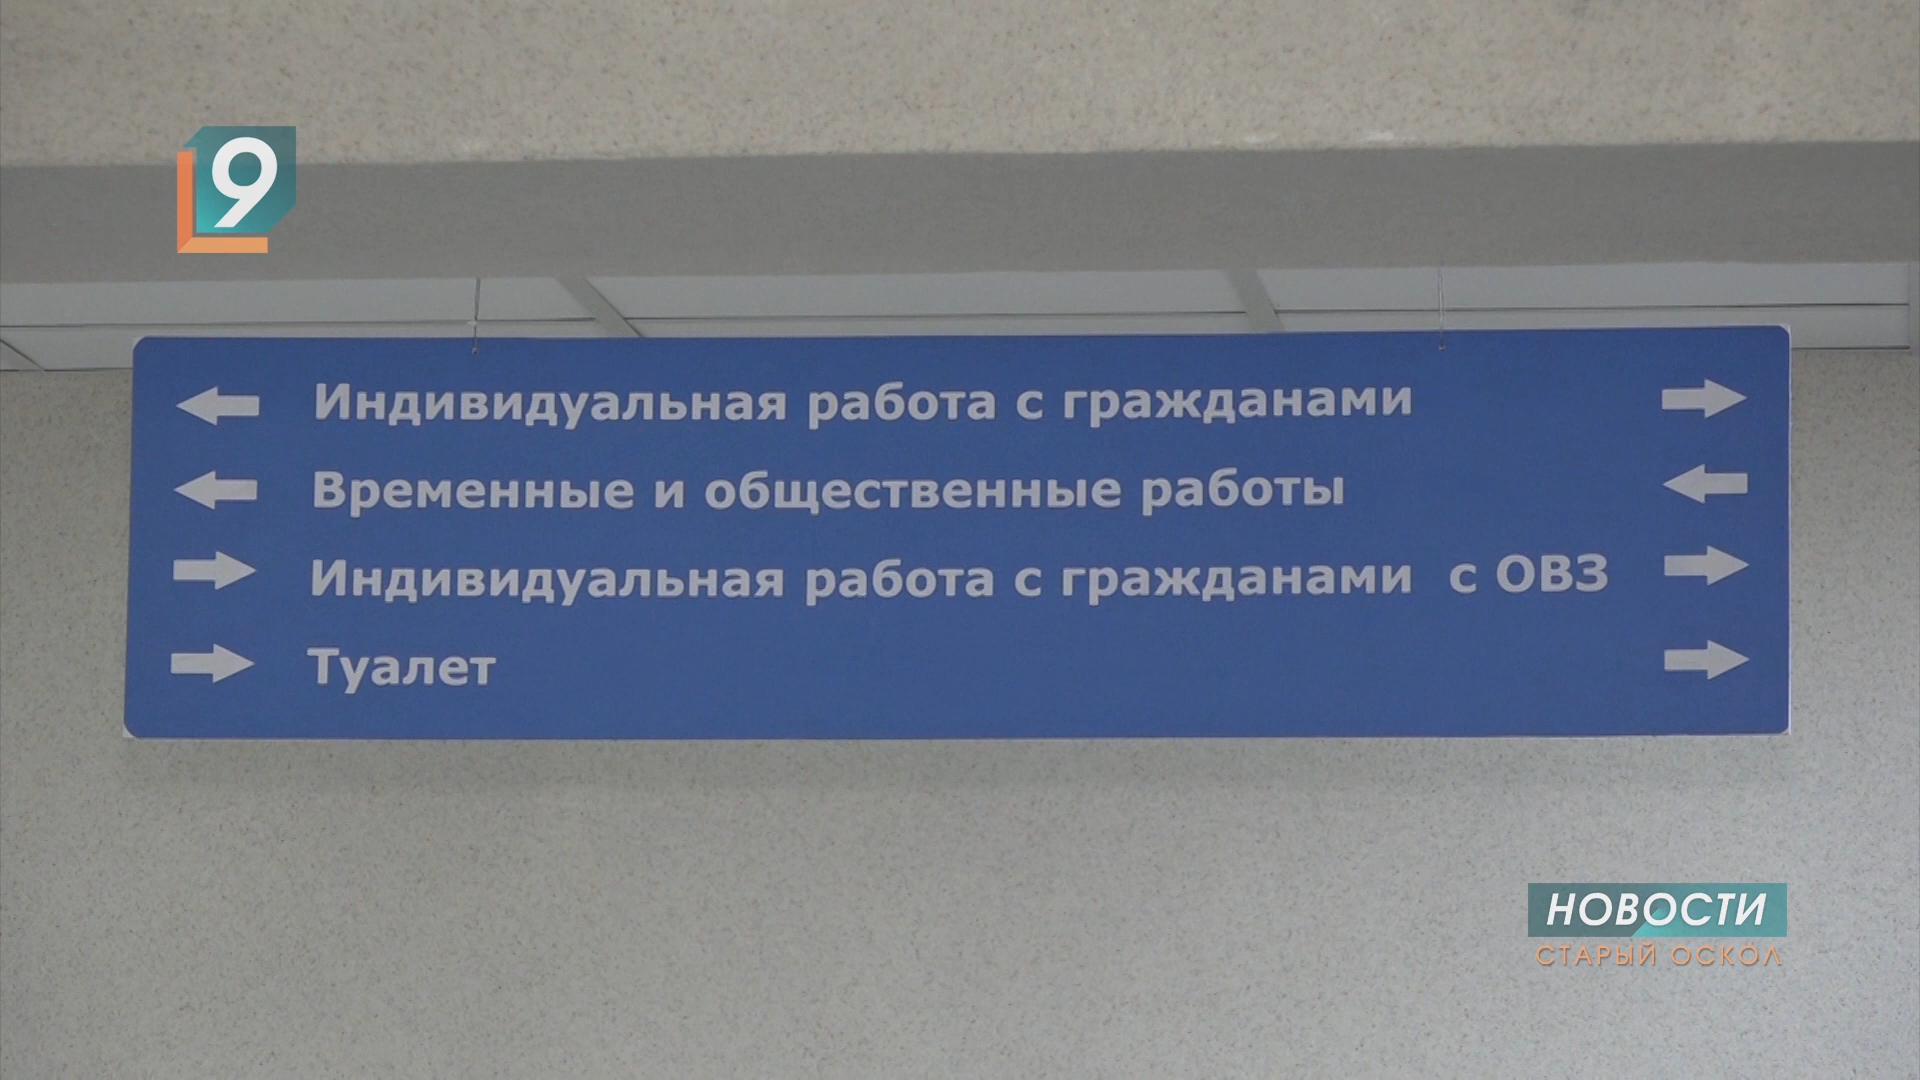 9
Индивидуальная работа с гражданами
Временные и общественные работы
Индивидуальная работа с гражданами с ОВЗ
Туалет
НОВОСТИ
СТАРЫЙ ОСКОЛ